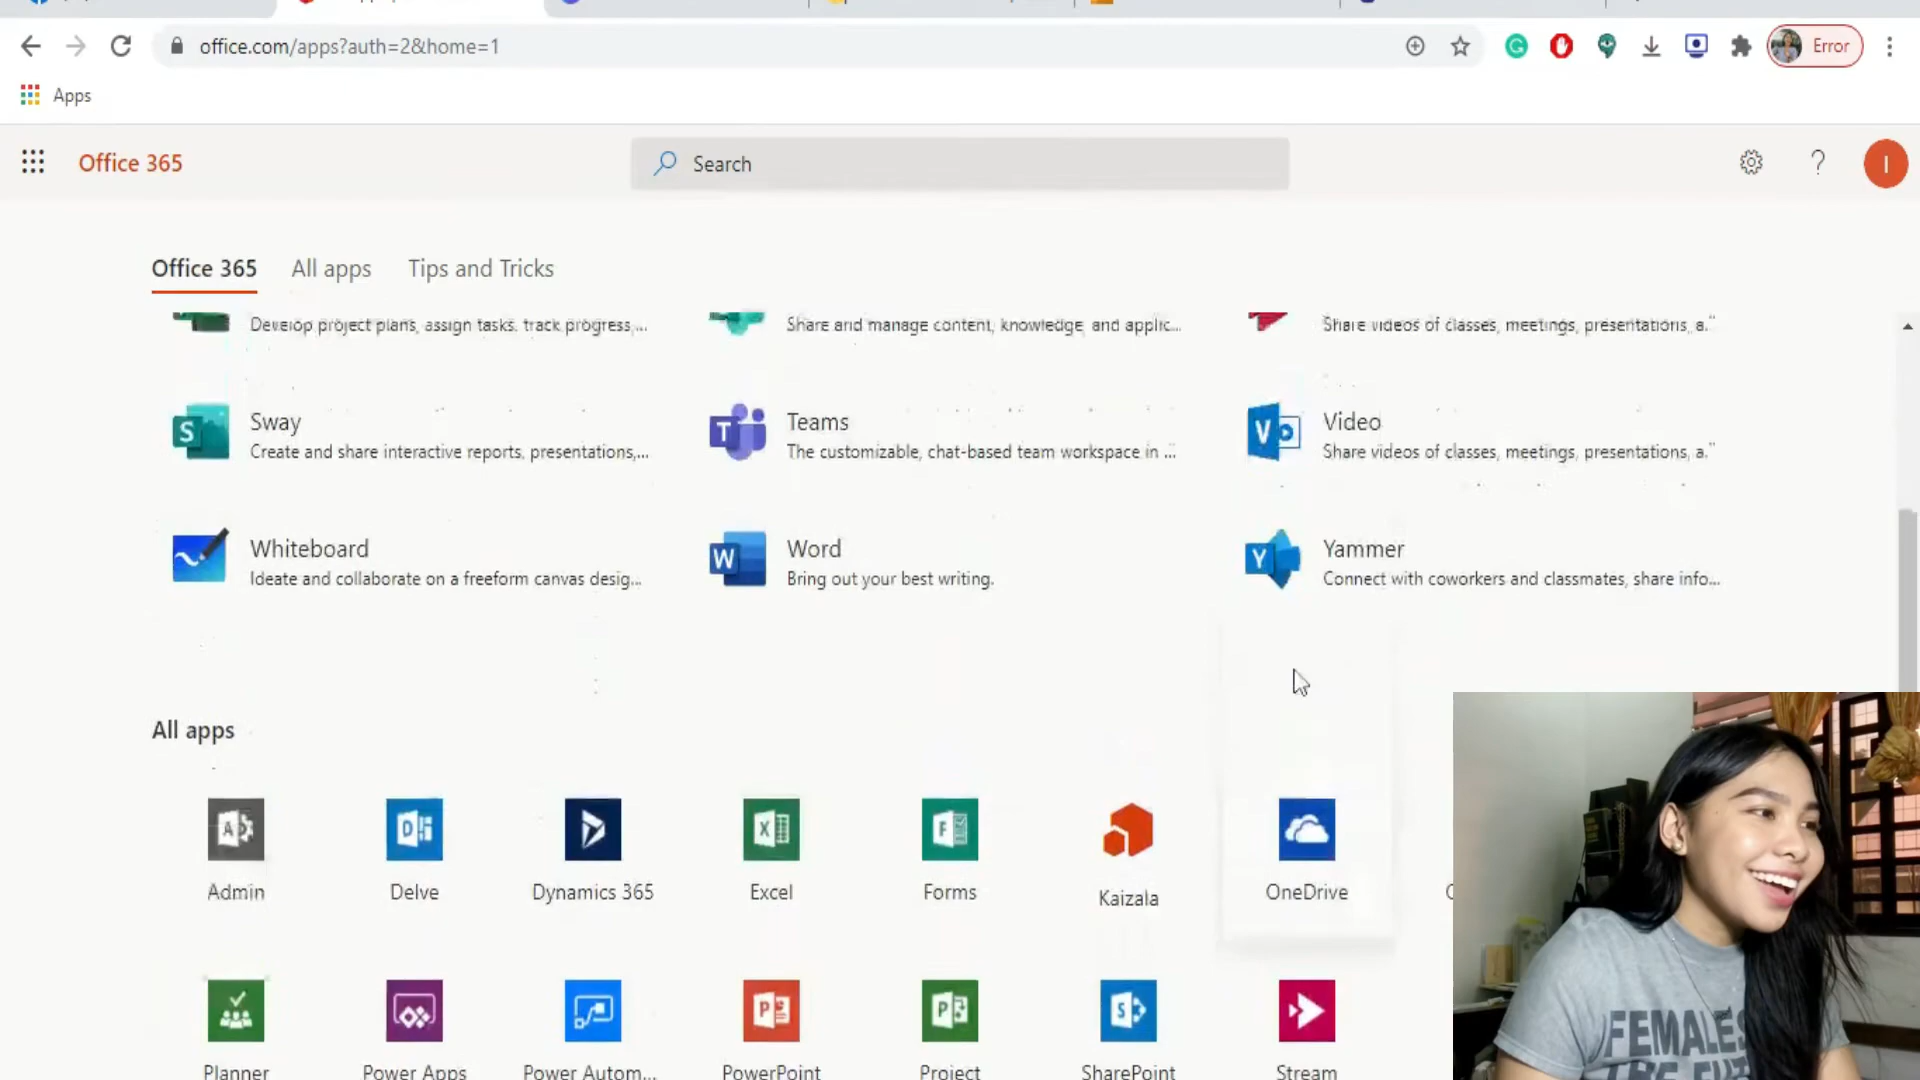 office.com/apps?auth=2&home=1
Error
Apps
Office 365
Search
I
Office 365 All apps Tips and Tricks
Develop project plans, assign tasks, track progress,...
Share and manage content, knowledge, and applic...
Share videos of classes, meetings, presentations, a."
Sway
Create and share interactive reports, presentations,...
Teams
The customizable, chat-based team workspace in ...
Video
Share videos of classes, meetings, presentations, a."
Whiteboard
Ideate and collaborate on a freeform canvas desig...
Word
Bring out your best writing.
Yammer
Connect with coworkers and classmates, share info...
All apps
Admin Delve Dynamics 365 Excel Forms Kaizala OneDrive
Planner Power Apps Power Autom... PowerPoint Project SharePoint Stream
FEMALES